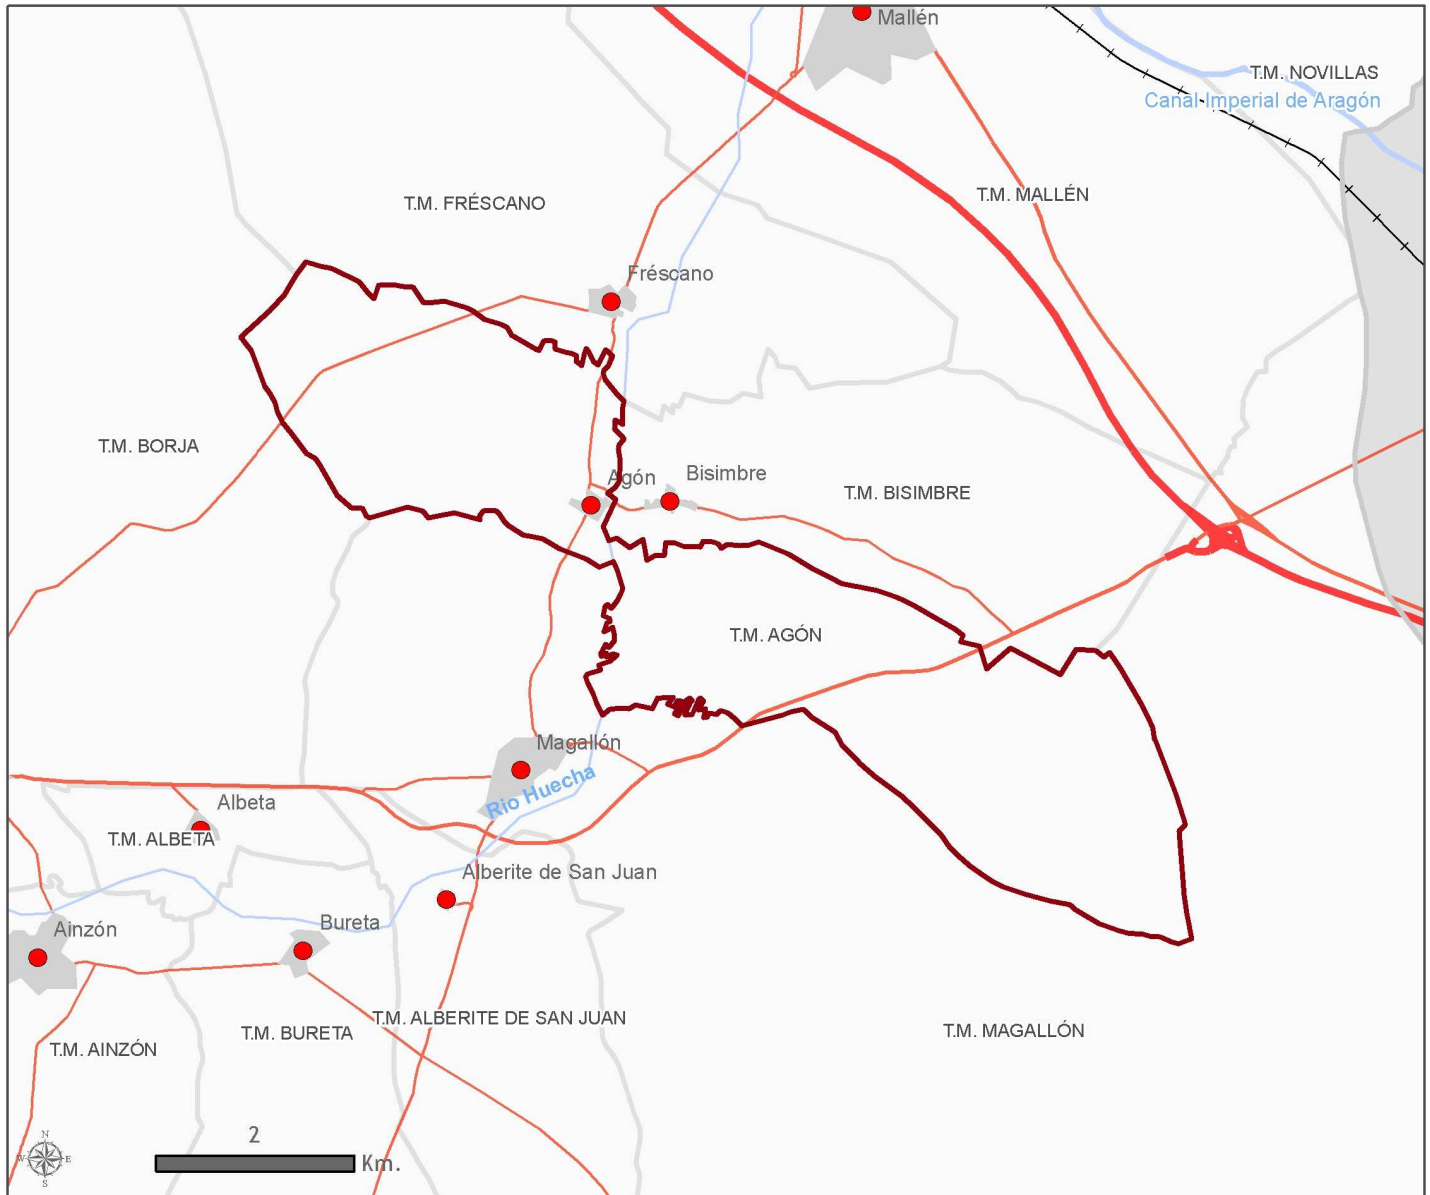 Mallén
T.M. NOVILLAS
Canal Imperial de Aragón
T.M. MALLÉN
T.M. FRÉSCANO
Fréscano
T.M. BORJA
Agón
Bisimbre
T.M. BISIMBRE
T.M. AGÓN
Magallón
Rio Huecha
Albeta
T.M. ALBETA
Alberite de San Juan
Ainzón
Bureta
T.M. ALBERITE DE SAN JUAN
T.M. BURETA
T.M. MAGALLÓN
T.M. AINZÓN
2
Km.
N
W
E
S